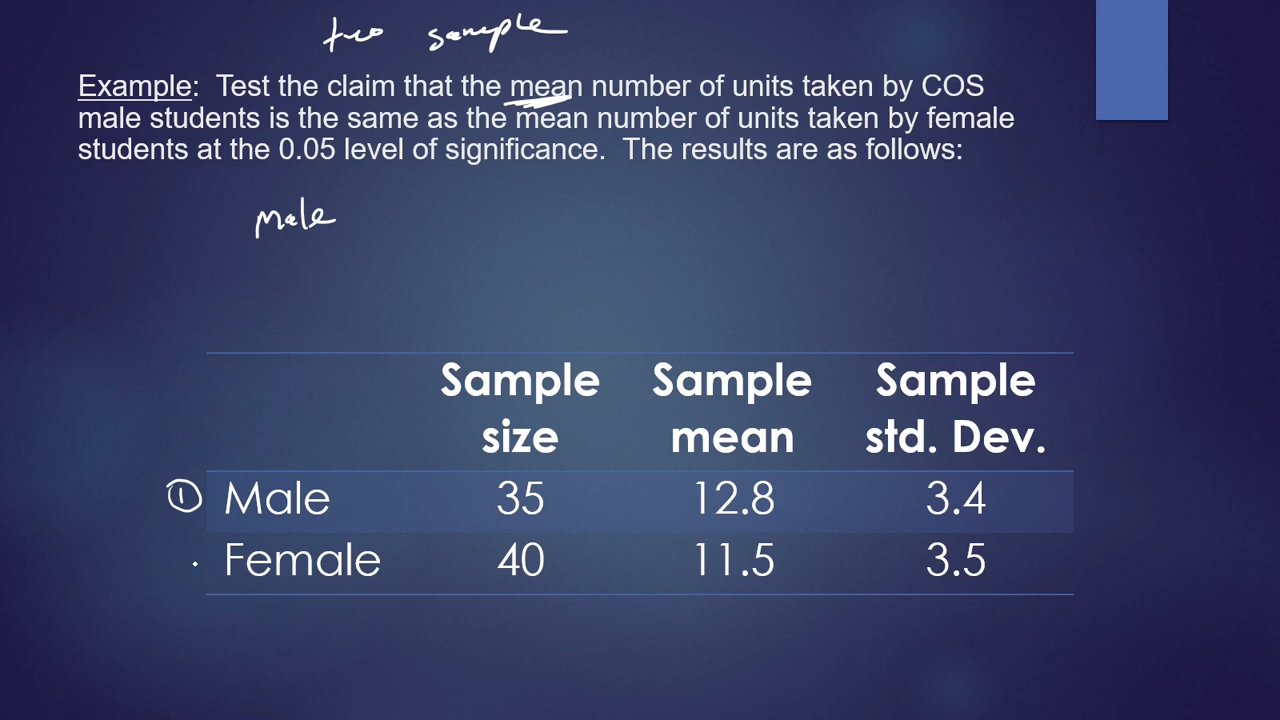 two sample
Example: Test the claim that the mean number of units taken by COS
male students is the same as the mean number of units taken by female
students at the 0.05 level of significance. The results are as follows:
male
Sample size Sample mean Sample std. Dev.
① Male 35 12.8 3.4
Female 40 11.5 3.5